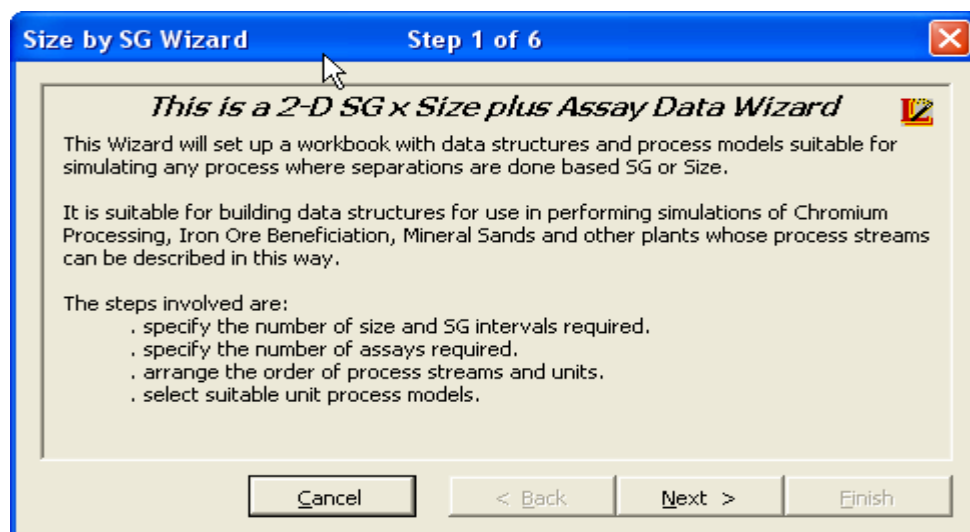 Size by SG Wizard Step 1 of 6
This is a 2-D SG x Size plus Assay Data Wizard
This Wizard will set up a workbook with data structures and process models suitable for
simulating any process where separations are done based SG or Size.
It is suitable for building data structures for use in performing simulations of Chromium
Processing, Iron Ore Beneficiation, Mineral Sands and other plants whose process streams
can be described in this way.
The steps involved are:
. specify the number of size and SG intervals required.
. specify the number of assays required.
. arrange the order of process streams and units.
. select suitable unit process models.
Cancel < Back Next > Finish